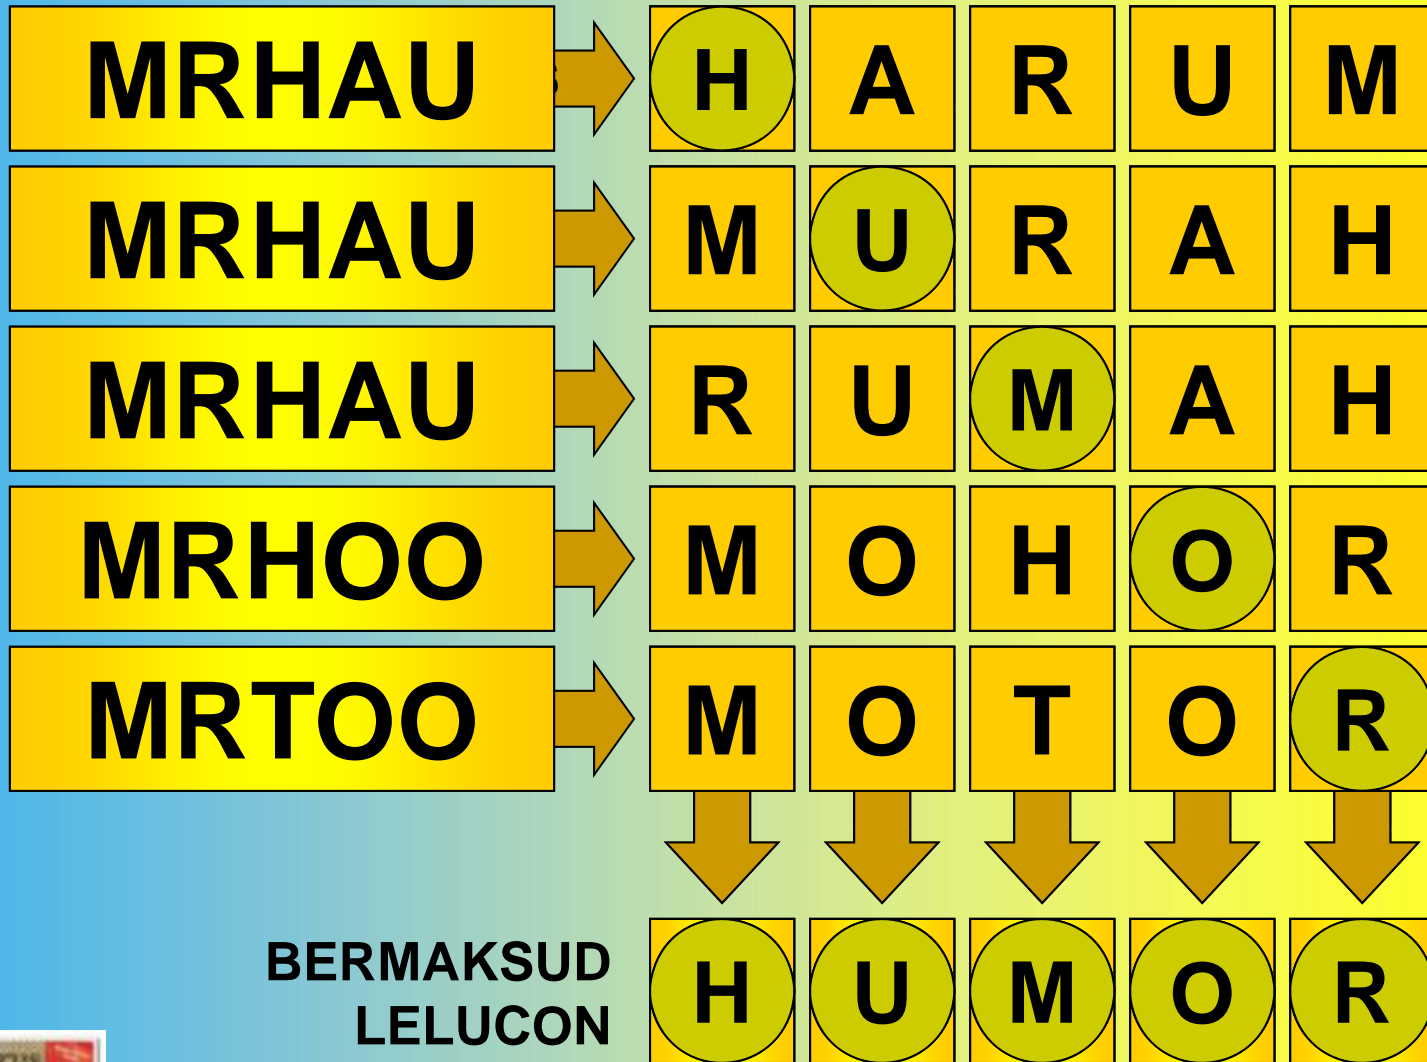 MRHAU H A R U M
MRHAU M U R A H
MRHAU R U M A H
MRHOO M O H O R
MRTOO M O T O R
BERMAKSUD
LELUCON
H U M O R